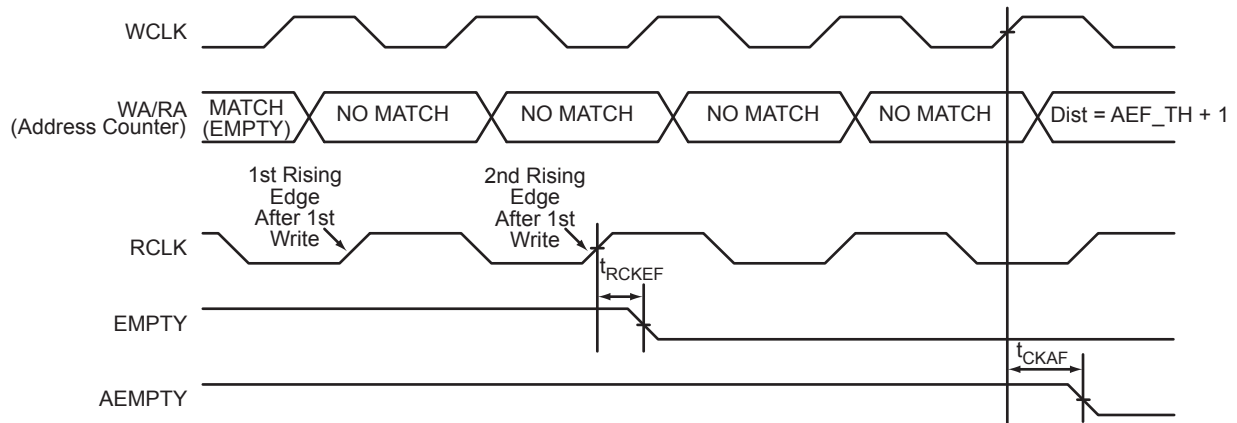 WCLK
WA/RA
(Address Counter)
MATCH
(EMPTY)
NO MATCH
NO MATCH
NO MATCH
NO MATCH
Dist = AEF_TH + 1
1st Rising
Edge
After 1st
Write
2nd Rising
Edge
After 1st
Write
RCLK
tRCKEF
EMPTY
tCKAF
AEMPTY